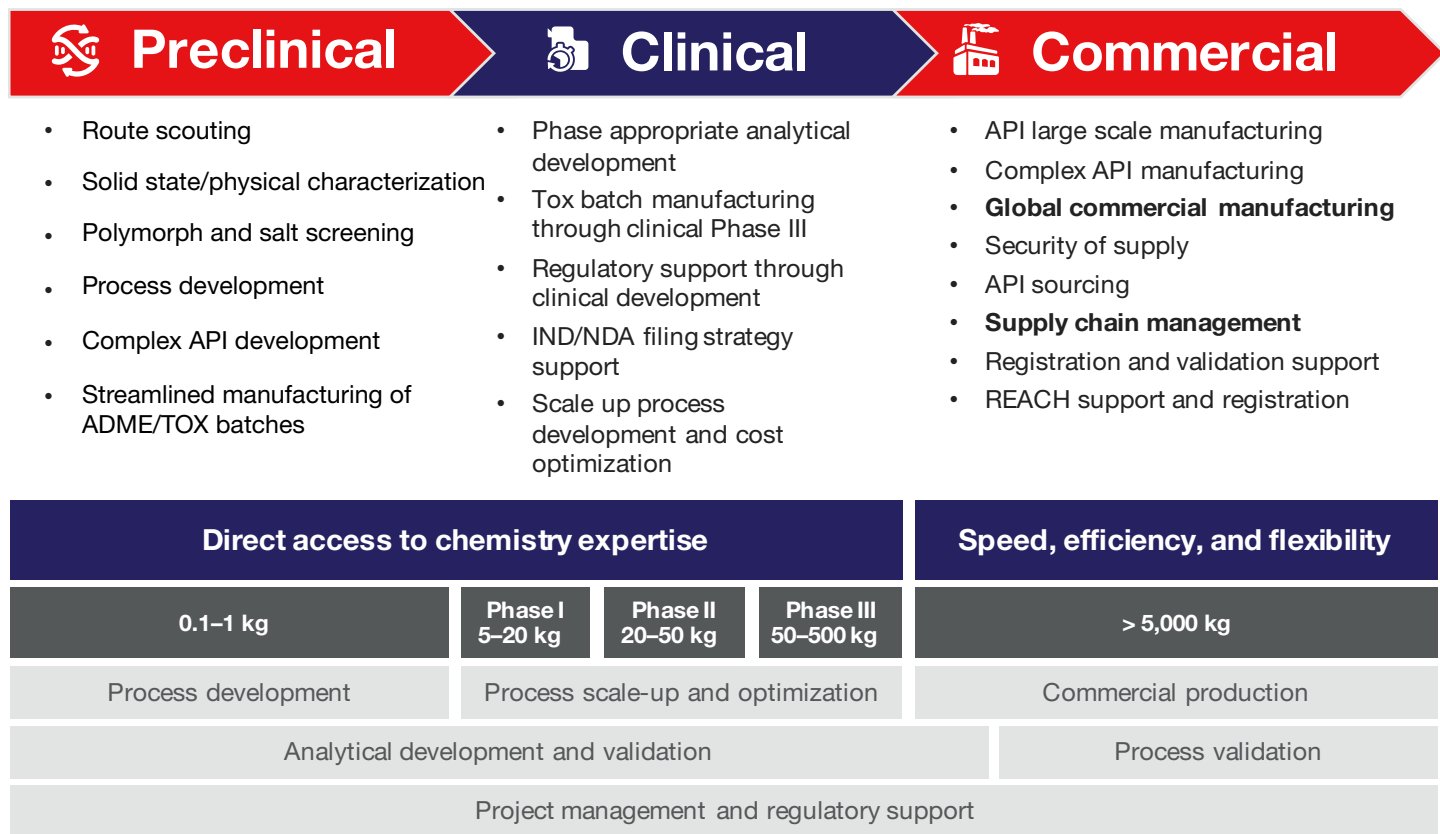 Preclinical
Clinical
Commercial
• Route scouting
• Solid state/physical characterization
• Polymorph and salt screening
• Process development
• Complex API development
• Streamlined manufacturing of
ADME/TOX batches
• Phase appropriate analytical
development
• Tox batch manufacturing
through clinical Phase III
• Regulatory support through
clinical development
• IND/NDA filing strategy
support
• Scale up process
development and cost
optimization
• API large scale manufacturing
• Complex API manufacturing
• Global commercial manufacturing
• Security of supply
• API sourcing
• Supply chain management
• Registration and validation support
• REACH support and registration
Direct access to chemistry expertise
Speed, efficiency, and flexibility
0.1–1 kg
Phase I
5–20 kg
Phase II
20–50 kg
Phase III
50–500 kg
> 5,000 kg
Process development
Process scale-up and optimization
Commercial production
Analytical development and validation
Process validation
Project management and regulatory support